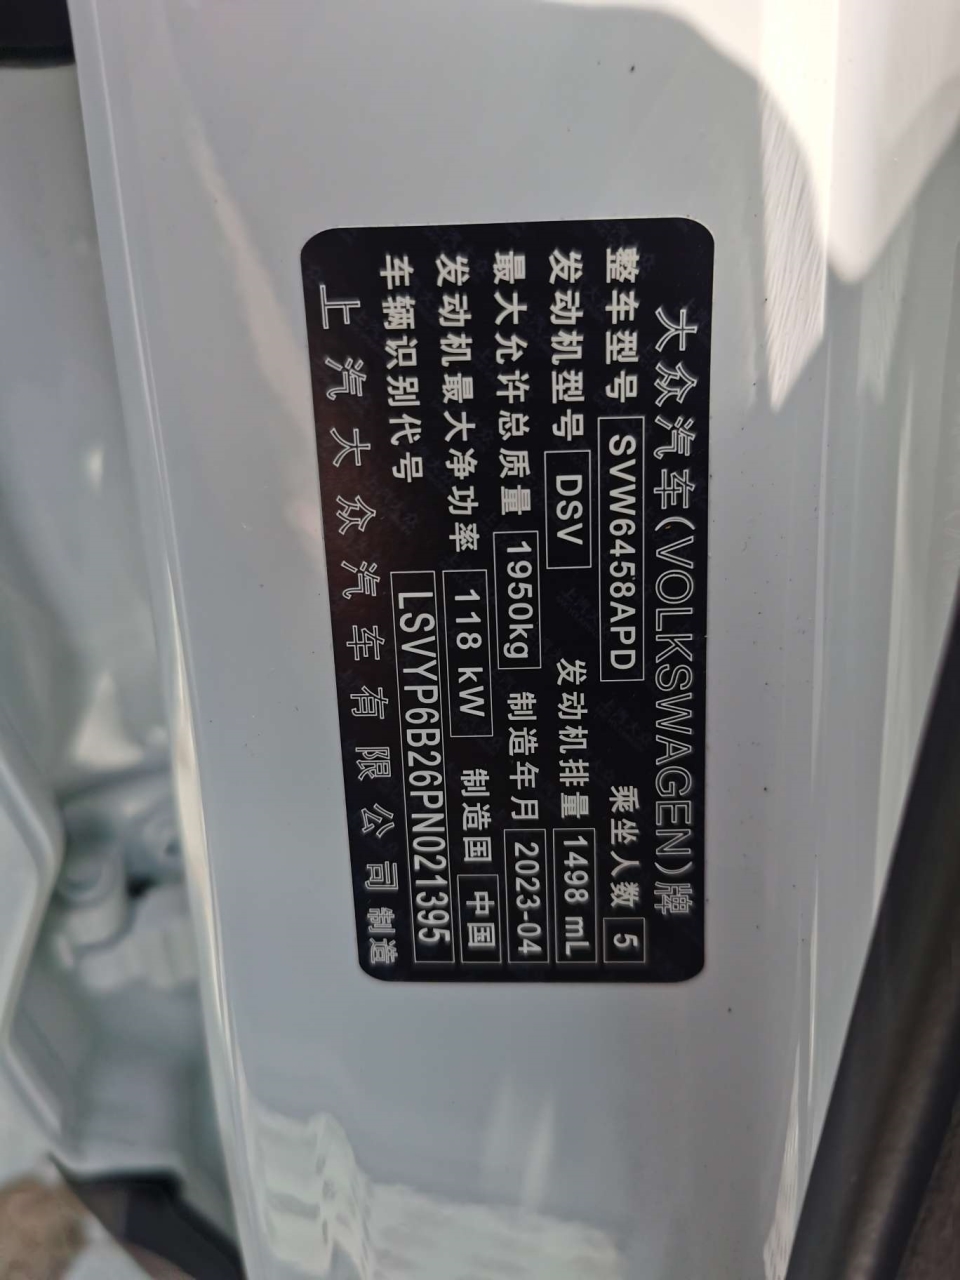 大众汽车(VOLKSWAGEN)牌
整车型号 SVW6458APD 乘坐人数 5
发动机型号 DSV 发动机排量 1498 mL
最大允许总质量 1950kg 制造年月 2023-04
发动机最大净功率 118 kW 制造国 中国
车辆识别代号 LSVYP6B26PN021395
上汽大众汽车有限公司制造